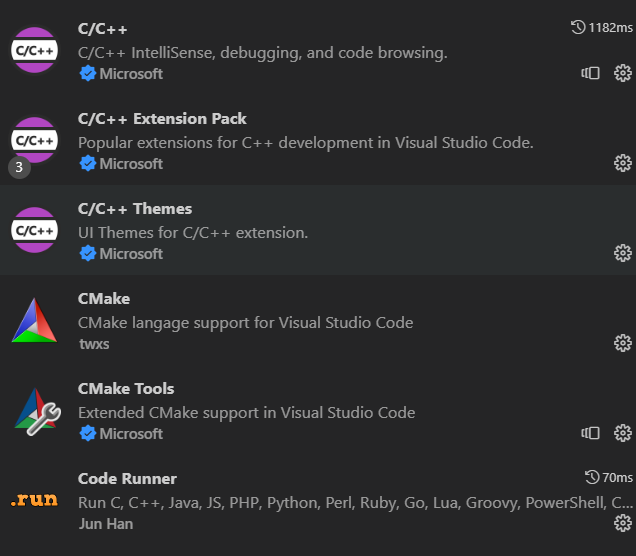 C/C++
C/C++
1182ms
C/C++ IntelliSense, debugging, and code browsing.
Microsoft
C/C++
3
C/C++ Extension Pack
Popular extensions for C++ development in Visual Studio Code.
Microsoft
C/C++
C/C++ Themes
UI Themes for C/C++ extension.
Microsoft
CMake
CMake langage support for Visual Studio Code
twxs
CMake Tools
Extended CMake support in Visual Studio Code
Microsoft
.run
Code Runner
70ms
Run C, C++, Java, JS, PHP, Python, Perl, Ruby, Go, Lua, Groovy, PowerShell, C...
Jun Han